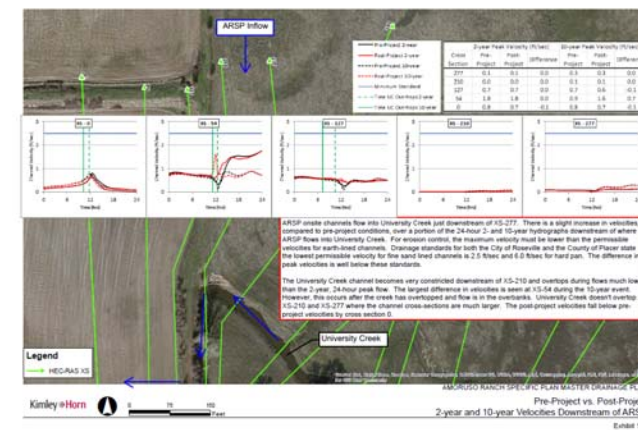 ARSP Inflow
Pre-Project 2-year
Post-Project 2-year
Pre-Project 10-year
Post-Project 10-year
Minimum Standard
2-year Peak Velocity (ft/sec) 10-year Peak Velocity (ft/sec)
Cross Section Pre-Project Post-Project Difference Pre-Project Post-Project Difference
277 0.1 0.1 0.0 0.3 0.3 0.0
210 0.0 0.0 0.0 0.1 0.1 0.0
127 0.7 0.7 0.0 0.7 0.6 -0.1
54 1.8 1.8 0.0 0.9 1.6 0.7
0 0.8 0.7 -0.1 0.8 0.7 -0.1
XS - 0
XS - 54
XS - 127
XS - 210
XS - 277
Channel Velocity (ft/sec)
Time (hrs)
0 6 12 18 24
ARSP onsite channels flow into University Creek just downstream of XS-277. There is a slight increase in velocities,
compared to pre-project conditions, over a portion of the 24-hour 2- and 10-year hydrographs downstream of where
ARSP flows into University Creek. For erosion control, the maximum velocity must be lower than the permissible
velocities for earth-lined channels. Drainage standards for both the City of Roseville and the County of Placer state
the lowest permissible velocity for fine sand lined channels is 2.5 ft/sec and 6.0 ft/sec for hard pan. The difference in
peak velocities is well below these standards.
The University Creek channel becomes very constricted downstream of XS-210 and overtops during flows much low
than the 2-year, 24-hour peak flow. The largest difference in velocities is seen at XS-54 during the 10-year event.
However, this occurs after the creek has overtopped and flow is in the overbanks. University Creek doesn't overtop
XS-210 and XS-277 where the channel cross-sections are much larger. The post-project velocities fall below pre-
project velocities by cross section 0.
University Creek
Legend
HEC-RAS XS
Kimley Horn
0 75 150
Feet
AMORUSO RANCH SPECIFIC PLAN MASTER DRAINAGE PL
Pre-Project vs. Post-Proje
2-year and 10-year Velocities Downstream of ARS
Exhibit